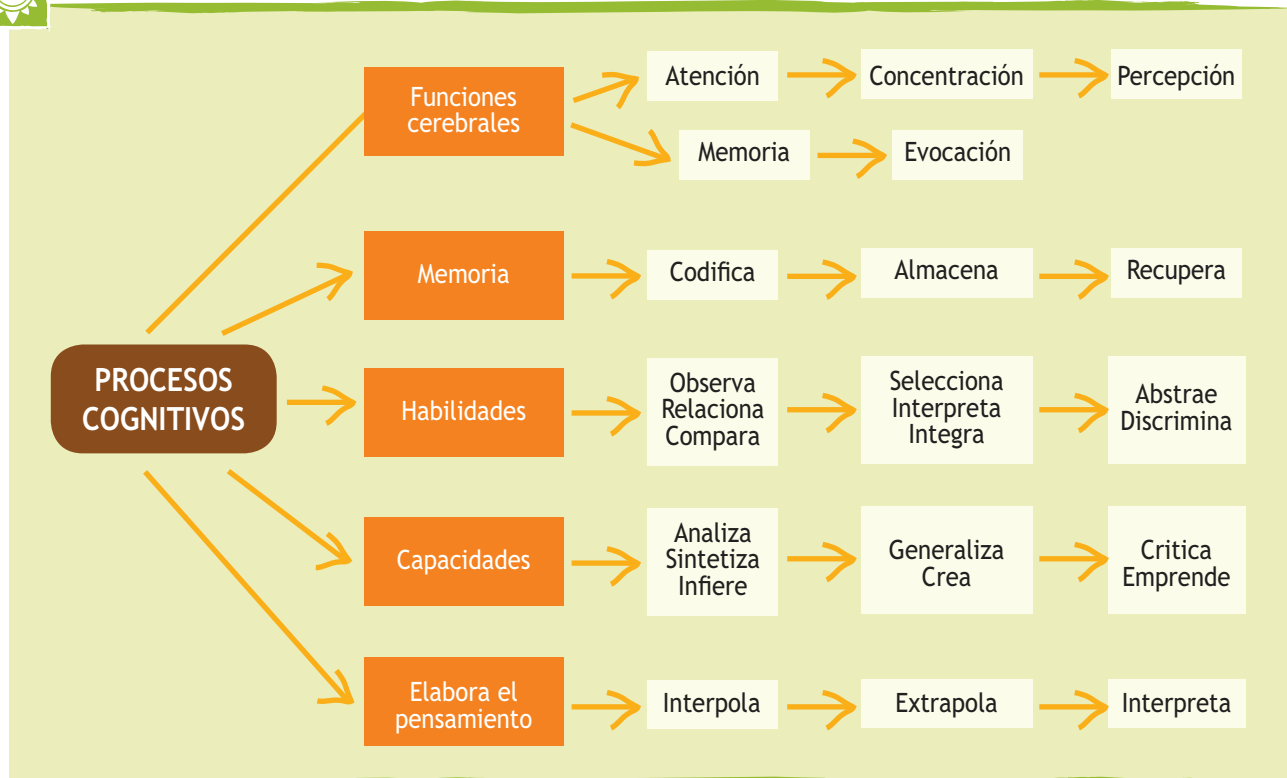 PROCESOS
COGNITIVOS
Funciones
cerebrales
Atención
Concentración
Percepción
Memoria
Evocación
Memoria
Codifica
Almacena
Recupera
Habilidades
Observa
Relaciona
Compara
Selecciona
Interpreta
Integra
Abstrae
Discrimina
Capacidades
Analiza
Sintetiza
Infiere
Generaliza
Crea
Critica
Emprende
Elabora el
pensamiento
Interpola
Extrapola
Interpreta